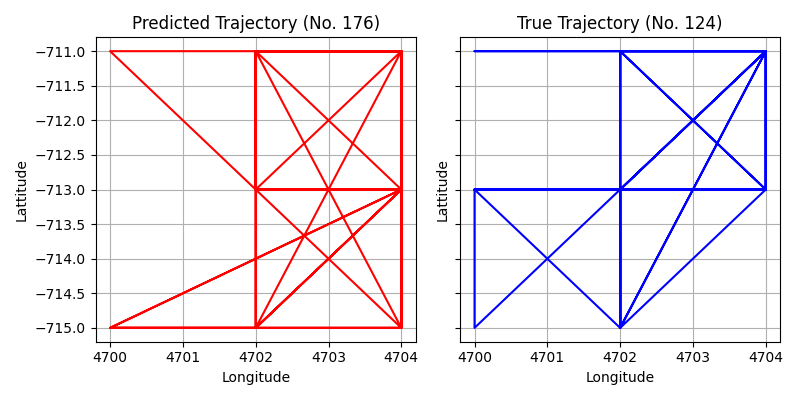 Predicted Trajectory (No. 176)
True Trajectory (No. 124)
−711.0
−711.5
−712.0
−712.5
−713.0
−713.5
−714.0
−714.5
−715.0
Lattitude
Lattitude
4700 4701 4702 4703 4704
4700 4701 4702 4703 4704
Longitude
Longitude